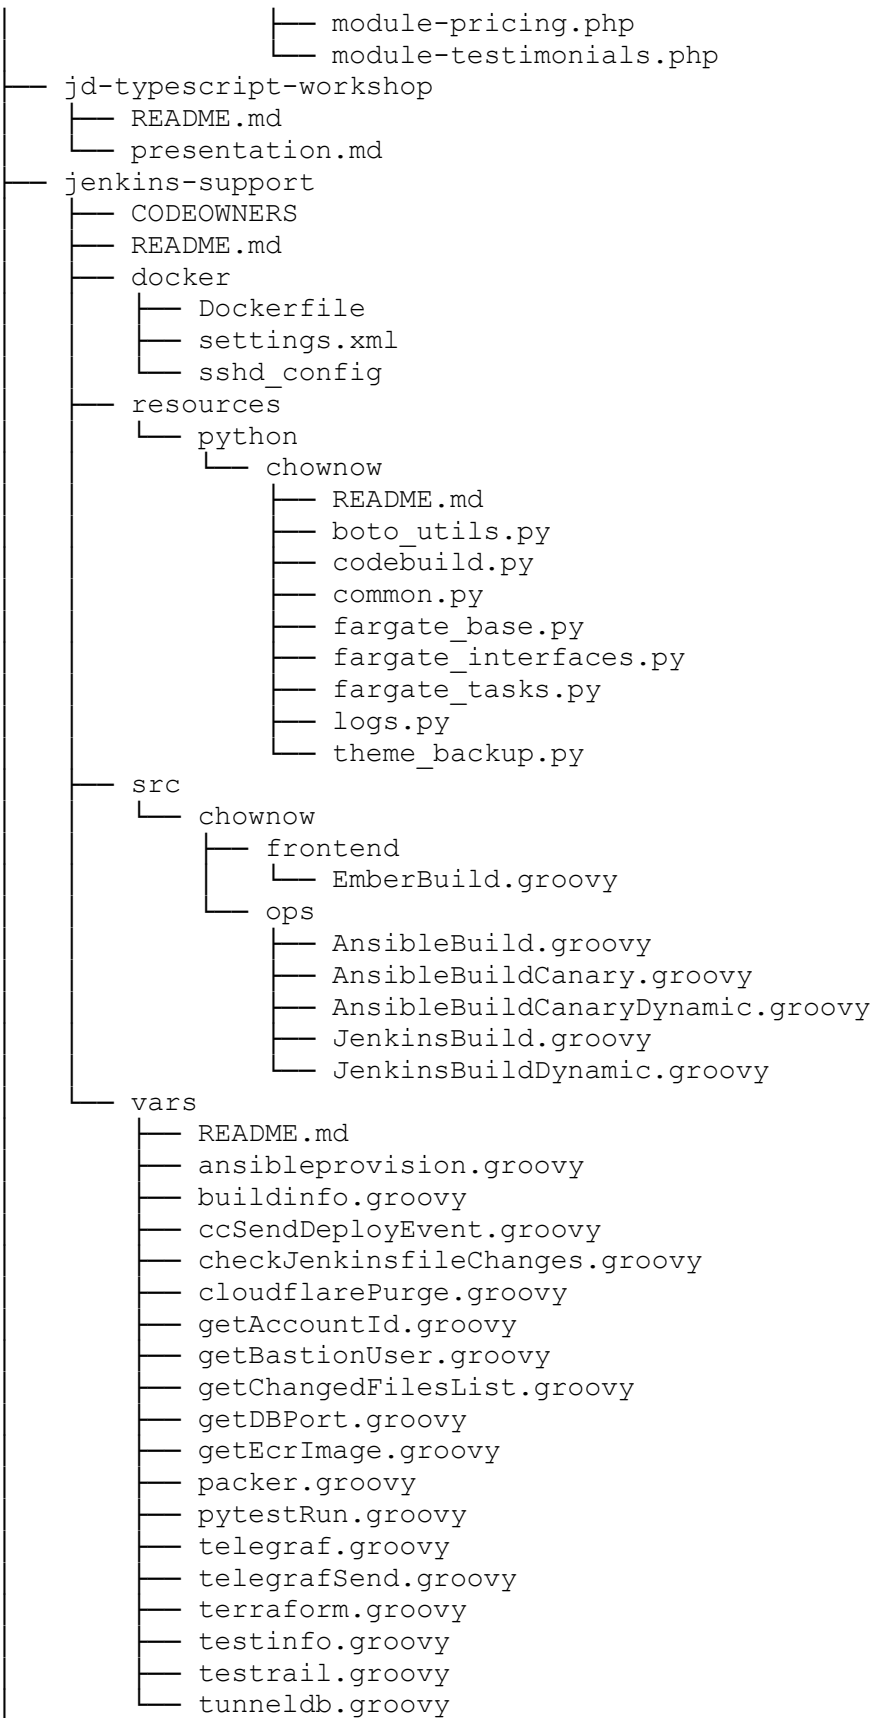 │               ├── module-pricing.php
│               └── module-testimonials.php
├── jd-typescript-workshop
│   ├── README.md
│   └── presentation.md
├── jenkins-support
│   ├── CODEOWNERS
│   ├── README.md
│   ├── docker
│   │   ├── Dockerfile
│   │   ├── settings.xml
│   │   └── sshd_config
│   ├── resources
│   │   └── python
│   │       └── chownow
│   │           ├── README.md
│   │           ├── boto_utils.py
│   │           ├── codebuild.py
│   │           ├── common.py
│   │           ├── fargate_base.py
│   │           ├── fargate_interfaces.py
│   │           ├── fargate_tasks.py
│   │           ├── logs.py
│   │           └── theme_backup.py
│   ├── src
│   │   └── chownow
│   │       ├── frontend
│   │       │   └── EmberBuild.groovy
│   │       └── ops
│   │           ├── AnsibleBuild.groovy
│   │           ├── AnsibleBuildCanary.groovy
│   │           ├── AnsibleBuildCanaryDynamic.groovy
│   │           ├── JenkinsBuild.groovy
│   │           └── JenkinsBuildDynamic.groovy
│   └── vars
│       ├── README.md
│       ├── ansibleprovision.groovy
│       ├── buildinfo.groovy
│       ├── ccSendDeployEvent.groovy
│       ├── checkJenkinsfileChanges.groovy
│       ├── cloudflarePurge.groovy
│       ├── getAccountId.groovy
│       ├── getBastionUser.groovy
│       ├── getChangedFilesList.groovy
│       ├── getDBPort.groovy
│       ├── getEcrImage.groovy
│       ├── packer.groovy
│       ├── pytestRun.groovy
│       ├── telegraf.groovy
│       ├── telegrafSend.groovy
│       ├── terraform.groovy
│       ├── testinfo.groovy
│       ├── testrail.groovy
│       └── tunneldb.groovy